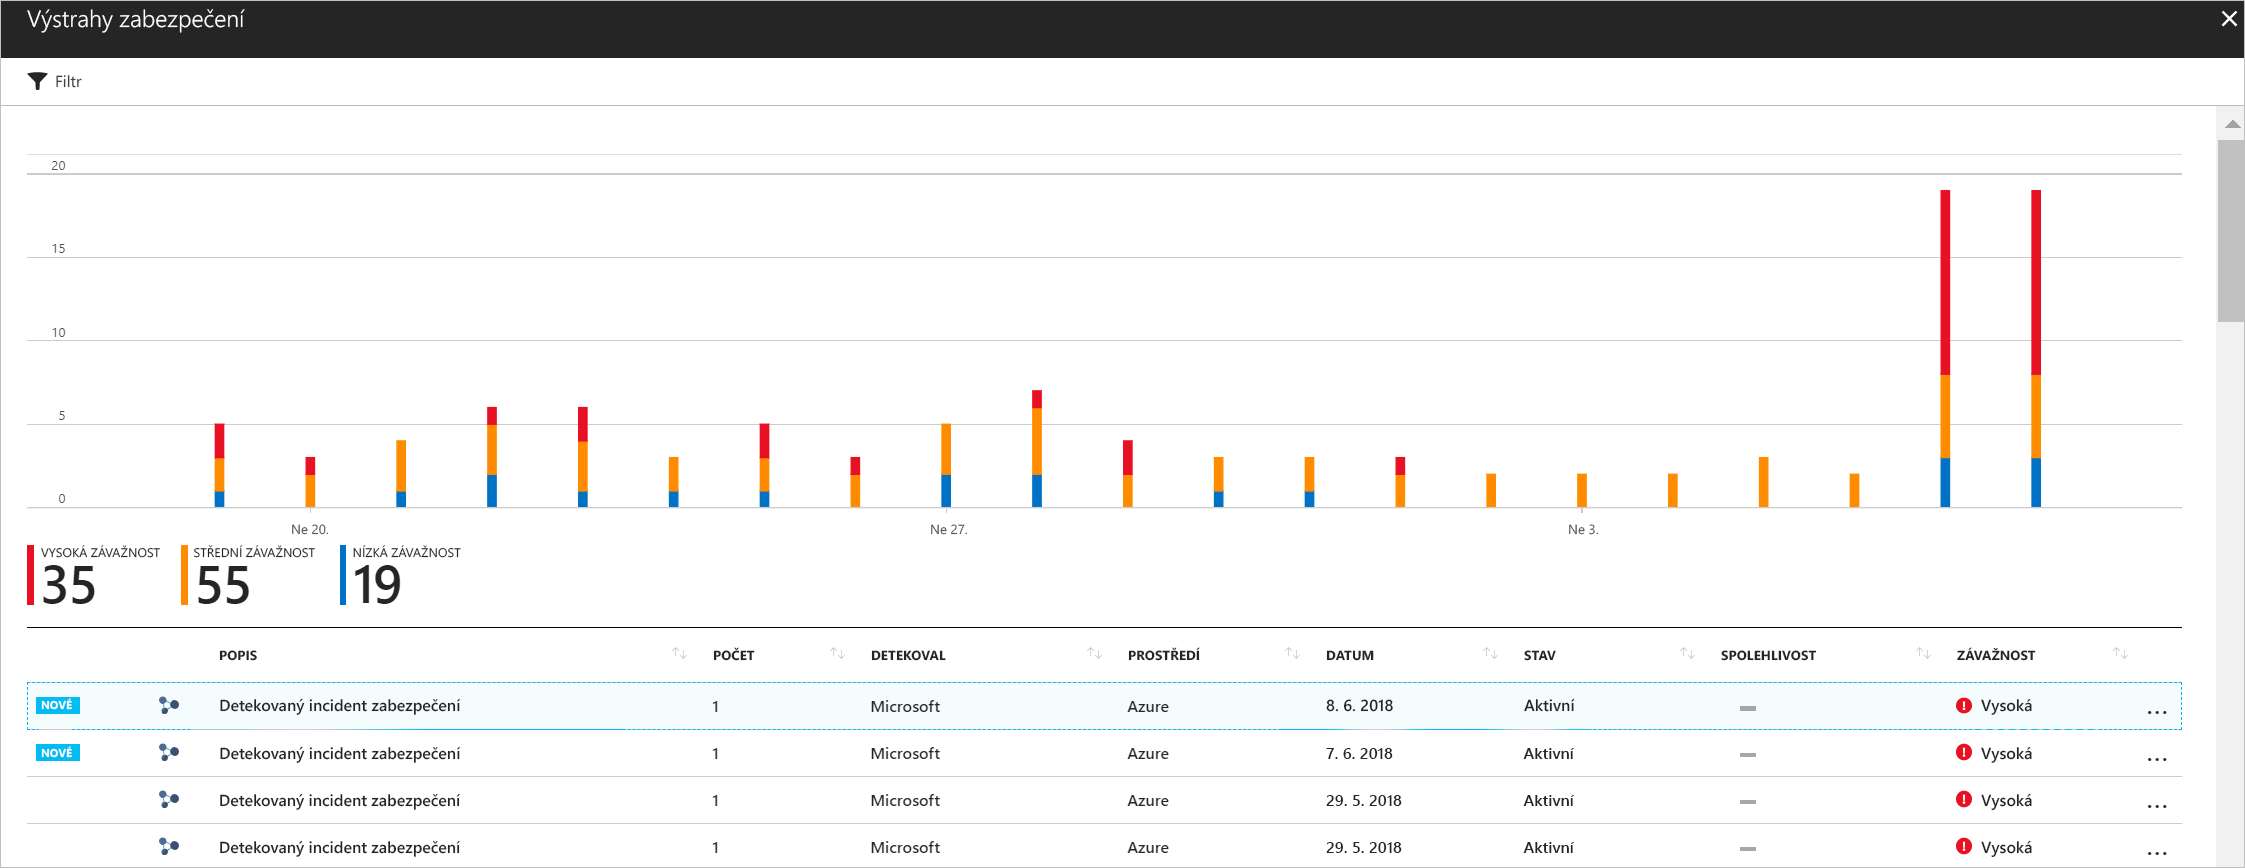 Výstrahy zabezpečení
Filtr
20
15
10
5
0
Ne 20. Ne 27. Ne 3.
VYSOKÁ ZÁVAŽNOST STŘEDNÍ ZÁVAŽNOST NÍZKÁ ZÁVAŽNOST
35 55 19
POPIS POČET DETEKOVAL PROSTŘEDÍ DATUM STAV SPOLEHLIVOST ZÁVAŽNOST
NOVÉ Detekovaný incident zabezpečení 1 Microsoft Azure 8. 6. 2018 Aktivní Vysoká ...
NOVÉ Detekovaný incident zabezpečení 1 Microsoft Azure 7. 6. 2018 Aktivní Vysoká ...
Detekovaný incident zabezpečení 1 Microsoft Azure 29. 5. 2018 Aktivní Vysoká ...
Detekovaný incident zabezpečení 1 Microsoft Azure 29. 5. 2018 Aktivní Vysoká ...